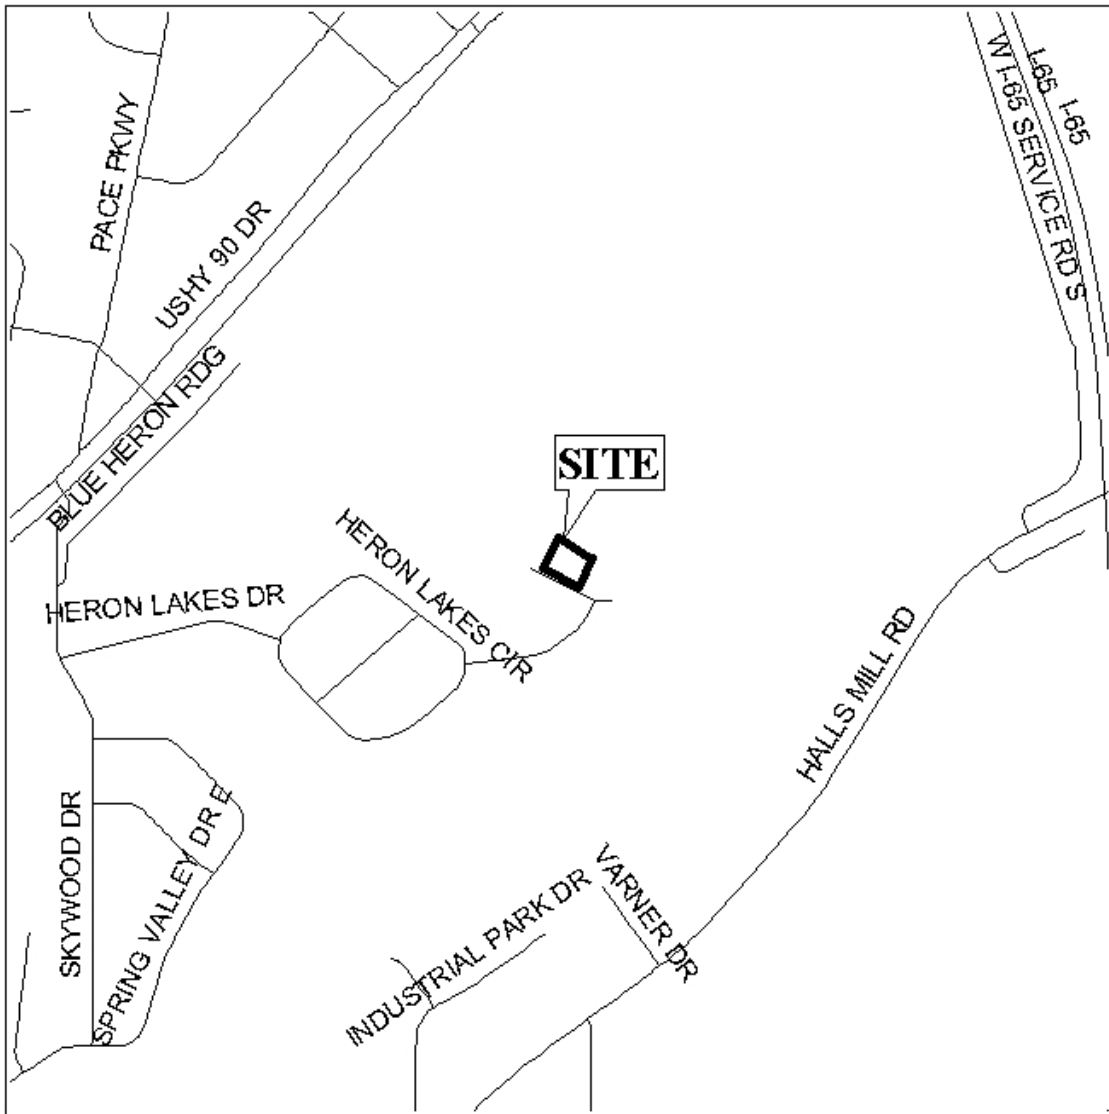 I-65
I-65
W I-65 SERVICE RD S
PACE PKWY
USHY 90 DR
BLUE HERON RDG
SITE
HERON LAKES CIR
HERON LAKES DR
HALLS MILL RD
SKYWOOD DR
SPRING VALLEY DR E
VARNER DR
INDUSTRIAL PARK DR